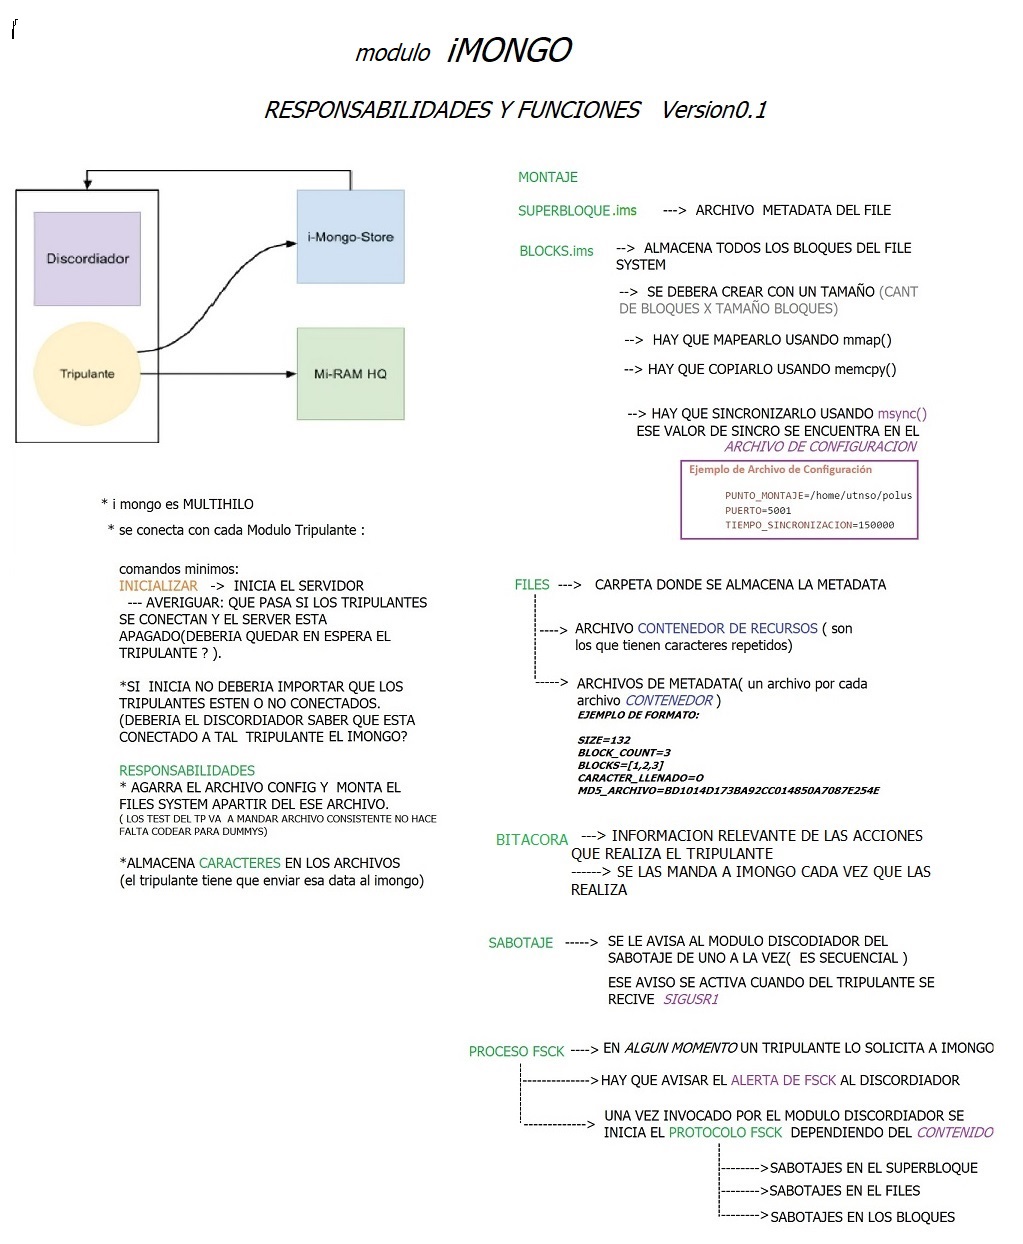 modulo iMONGO
RESPONSABILIDADES Y FUNCIONES Version0.1
Discordiador
Tripulante
i-Mongo-Store
Mi-RAM HQ
* i mongo es MULTIHILO
* se conecta con cada Modulo Tripulante :
comandos minimos:
INICIALIZAR -> INICIA EL SERVIDOR
--- AVERIGUAR: QUE PASA SI LOS TRIPULANTES
SE CONECTAN Y EL SERVER ESTA
APAGADO(DEBERIA QUEDAR EN ESPERA EL
TRIPULANTE ? ).
*SI INICIA NO DEBERIA IMPORTAR QUE LOS
TRIPULANTES ESTEN O NO CONECTADOS.
(DEBERIA EL DISCORDIADOR SABER QUE ESTA
CONECTADO A TAL TRIPULANTE EL IMONGO?
RESPONSABILIDADES
* AGARRA EL ARCHIVO CONFIG Y MONTA EL
FILES SYSTEM APARTIR DEL ESE ARCHIVO.
( LOS TEST DEL TP VA A MANDAR ARCHIVO CONSISTENTE NO HACE
FALTA CODEAR PARA DUMMYS)
*ALMACENA CARACTERES EN LOS ARCHIVOS
(el tripulante tiene que enviar esa data al imongo)
MONTAJE
SUPERBLOQUE.ims ---> ARCHIVO METADATA DEL FILE
BLOCKS.ims --> ALMACENA TODOS LOS BLOQUES DEL FILE
SYSTEM
--> SE DEBERA CREAR CON UN TAMAÑO (CANT
DE BLOQUES X TAMAÑO BLOQUES)
--> HAY QUE MAPEARLO USANDO mmap()
--> HAY QUE COPIARLO USANDO memcpy()
--> HAY QUE SINCRONIZARLO USANDO msync()
ESE VALOR DE SINCRO SE ENCUENTRA EN EL
ARCHIVO DE CONFIGURACION
Ejemplo de Archivo de Configuración
PUNTO_MONTAJE=/home/utnso/polus
PUERTO=5001
TIEMPO_SINCRONIZACION=150000
FILES ---> CARPETA DONDE SE ALMACENA LA METADATA
----> ARCHIVO CONTENEDOR DE RECURSOS ( son
los que tienen caracteres repetidos)
-----> ARCHIVOS DE METADATA( un archivo por cada
archivo CONTENEDOR )
EJEMPLO DE FORMATO:
SIZE=132
BLOCK_COUNT=3
BLOCKS=[1,2,3]
CARACTER_LLENADO=O
MD5_ARCHIVO=BD1014D173BA92CC014850A7087E254E
BITACORA ---> INFORMACION RELEVANTE DE LAS ACCIONES
QUE REALIZA EL TRIPULANTE
------> SE LAS MANDA A IMONGO CADA VEZ QUE LAS
REALIZA
SABOTAJE -----> SE LE AVISA AL MODULO DISCODIADOR DEL
SABOTAJE DE UNO A LA VEZ( ES SECUENCIAL )
ESE AVISO SE ACTIVA CUANDO DEL TRIPULANTE SE
RECIVE SIGUSR1
PROCESO FSCK ----> EN ALGUN MOMENTO UN TRIPULANTE LO SOLICITA A IMONGO
-------------->HAY QUE AVISAR EL ALERTA DE FSCK AL DISCORDIADOR
-------------> UNA VEZ INVOCADO POR EL MODULO DISCORDIADOR SE
INICIA EL PROTOCOLO FSCK DEPENDIENDO DEL CONTENIDO
-------->SABOTAJES EN EL SUPERBLOQUE
-------->SABOTAJES EN EL FILES
--------> SABOTAJES EN LOS BLOQUES